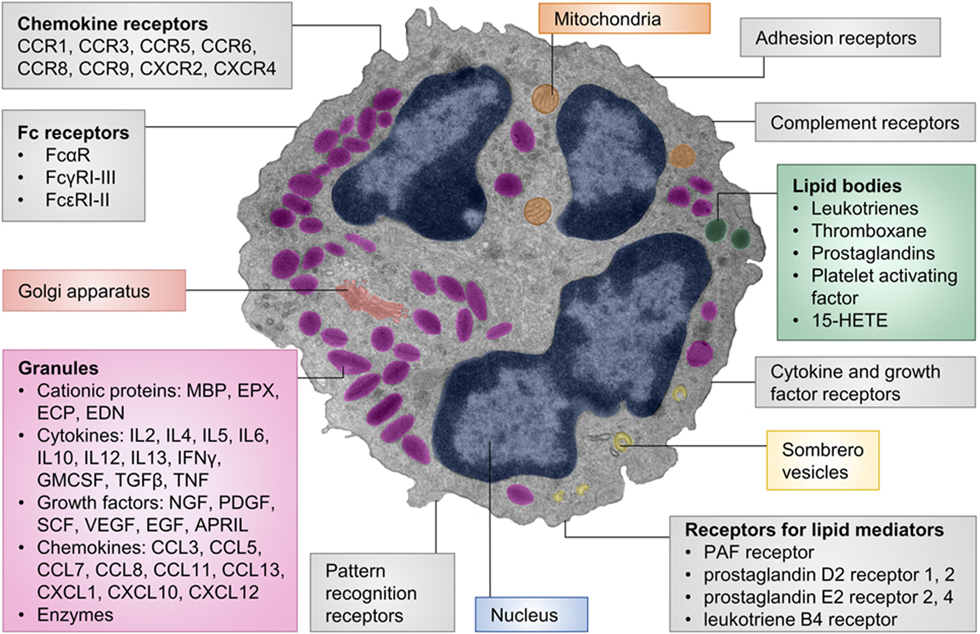 Chemokine receptors
CCR1, CCR3, CCR5, CCR6,
CCR8, CCR9, CXCR2, CXCR4
Mitochondria
Adhesion receptors
Fc receptors
• FcαR
• FcγRI-III
• FcεRI-II
Complement receptors
Lipid bodies
• Leukotrienes
• Thromboxane
• Prostaglandins
• Platelet activating
factor
• 15-HETE
Golgi apparatus
Granules
• Cationic proteins: MBP, EPX,
ECP, EDN
• Cytokines: IL2, IL4, IL5, IL6,
IL10, IL12, IL13, IFNγ,
GMCSF, TGFβ, TNF
• Growth factors: NGF, PDGF,
SCF, VEGF, EGF, APRIL
• Chemokines: CCL3, CCL5,
CCL7, CCL8, CCL11, CCL13,
CXCL1, CXCL10, CXCL12
• Enzymes
Cytokine and growth
factor receptors
Sombrero
vesicles
Pattern
recognition
receptors
Nucleus
Receptors for lipid mediators
• PAF receptor
• prostaglandin D2 receptor 1, 2
• prostaglandin E2 receptor 2, 4
• leukotriene B4 receptor